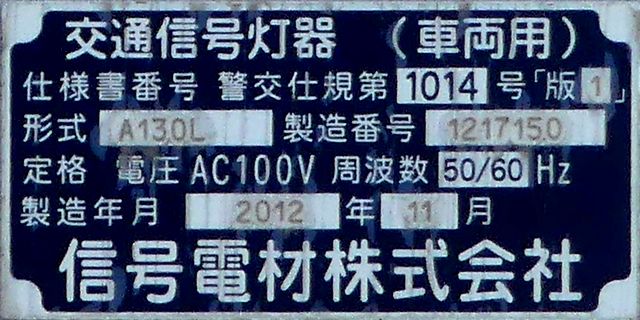 交通信号灯器 （車両用）
仕様書番号 警交仕規第 1014 号「版1」
形式 A130L 製造番号 1217150
定格 電圧 AC100V 周波数 50/60 Hz
製造年月 2012 年 11 月
信号電材株式会社